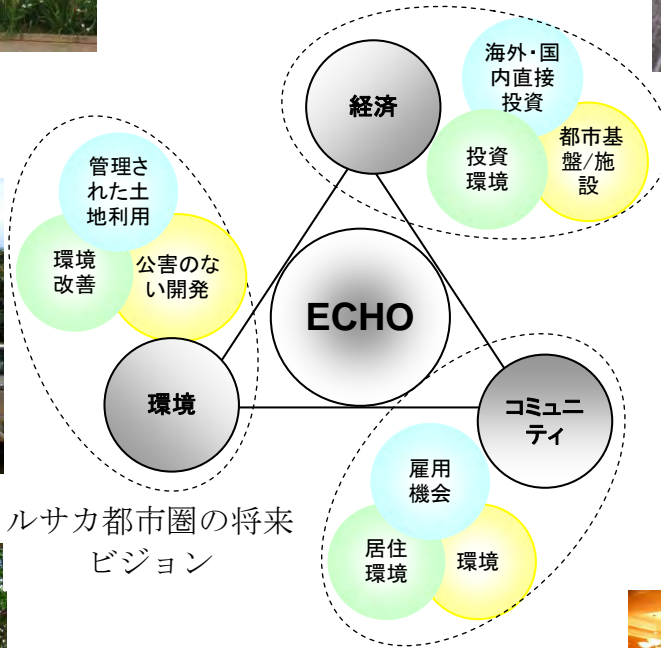 海外・国
内直接
投資
経済
投資
環境
都市基
盤/施
設
管理さ
れた土
地利用
環境
改善
公害のな
い開発
ECHO
環境
コミュニ
ティ
雇用
機会
居住
環境
環境
ルサカ都市圏の将来
ビジョン